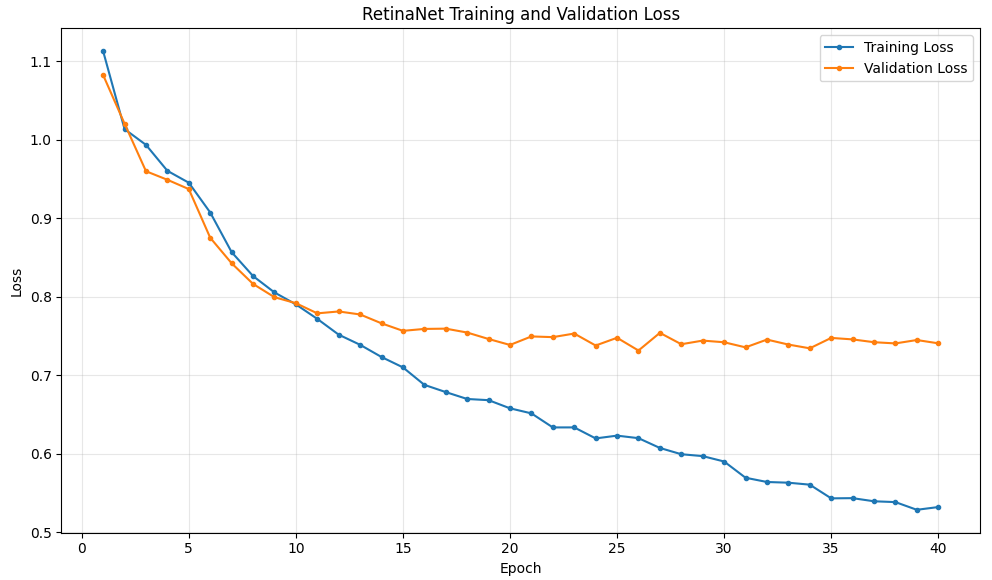 RetinaNet Training and Validation Loss
Training Loss
Validation Loss
Loss
1.1
1.0
0.9
0.8
0.7
0.6
0.5
0 5 10 15 20 25 30 35 40
Epoch